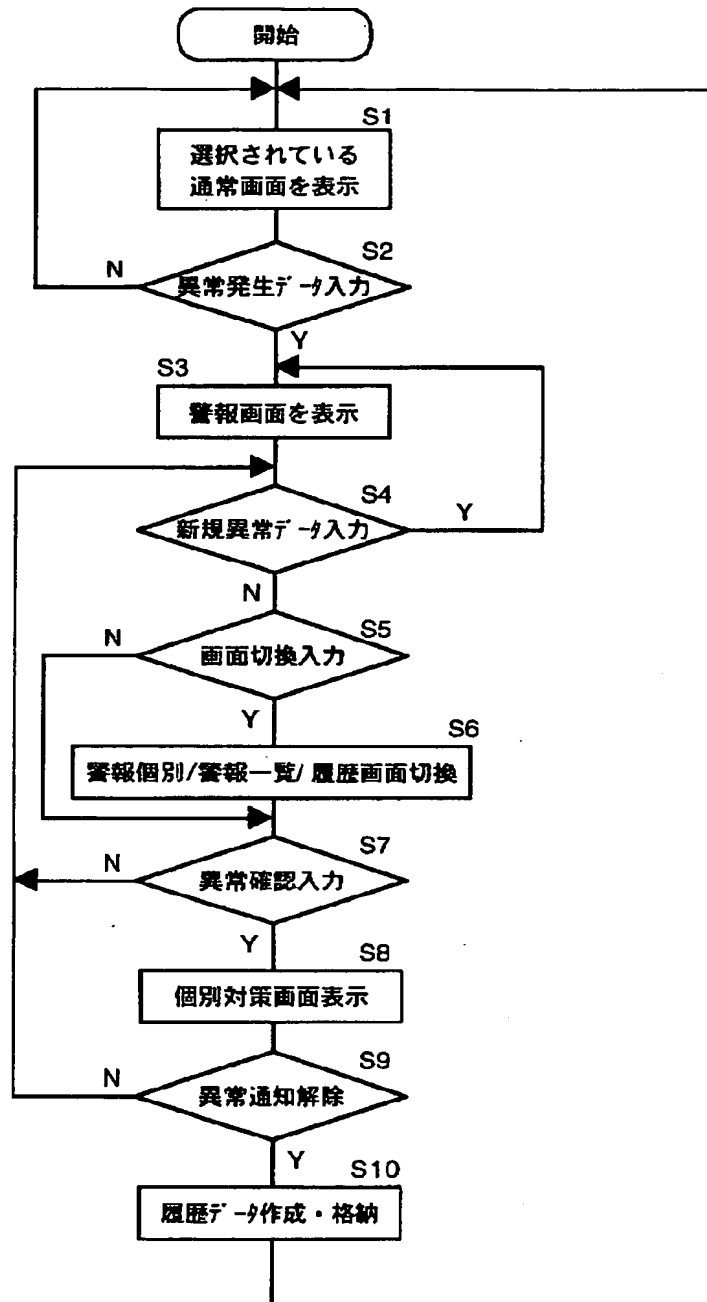 開始
S1
選択されている
通常画面を表示
S2
異常発生データ入力
N
Y
S3
警報画面を表示
S4
新規異常データ入力
Y
N
S5
画面切換入力
N
Y
S6
警報個別/警報一覧/履歴画面切換
S7
異常確認入力
N
Y
S8
個別対策画面表示
S9
異常通知解除
N
Y
S10
履歴データ作成・格納